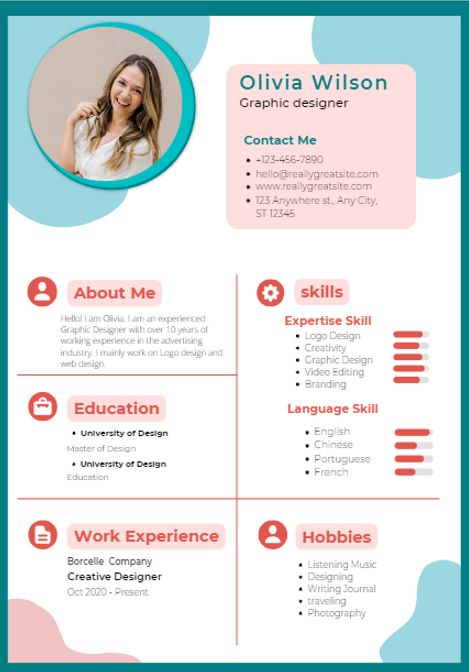 Olivia Wilson
Graphic designer
Contact Me
+123-456-7890
hello@reallygreatsite.com
www.reallygreatsite.com
123 Anywhere st., Any City,
ST 12345
About Me
Hello! I am Olivia. I am an experienced
Graphic Designer with over 10 years of
working experience in the advertising
industry. I mainly work on Logo design and
web design.
Education
University of Design
Master of Design
University of Design
Education
Work Experience
Borcelle Company
Creative Designer
Oct 2020 - Present
skills
Expertise Skill
Logo Design
Creativity
Graphic Design
Video Editing
Branding
Language Skill
English
Chinese
Portuguese
French
Hobbies
Listening Music
Designing
Writing Journal
traveling
Photography